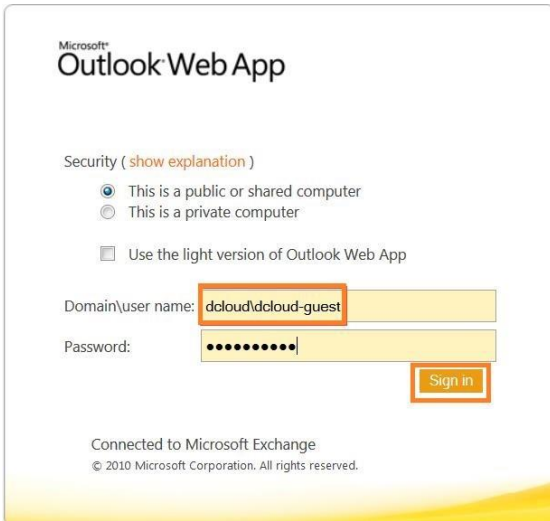 Microsoft®
Outlook Web App
Security ( show explanation )
This is a public or shared computer
This is a private computer
Use the light version of Outlook Web App
Domain\user name: dcloud\dcloud-guest
Password: ●●●●●●●●●●
Sign in
Connected to Microsoft Exchange
© 2010 Microsoft Corporation. All rights reserved.